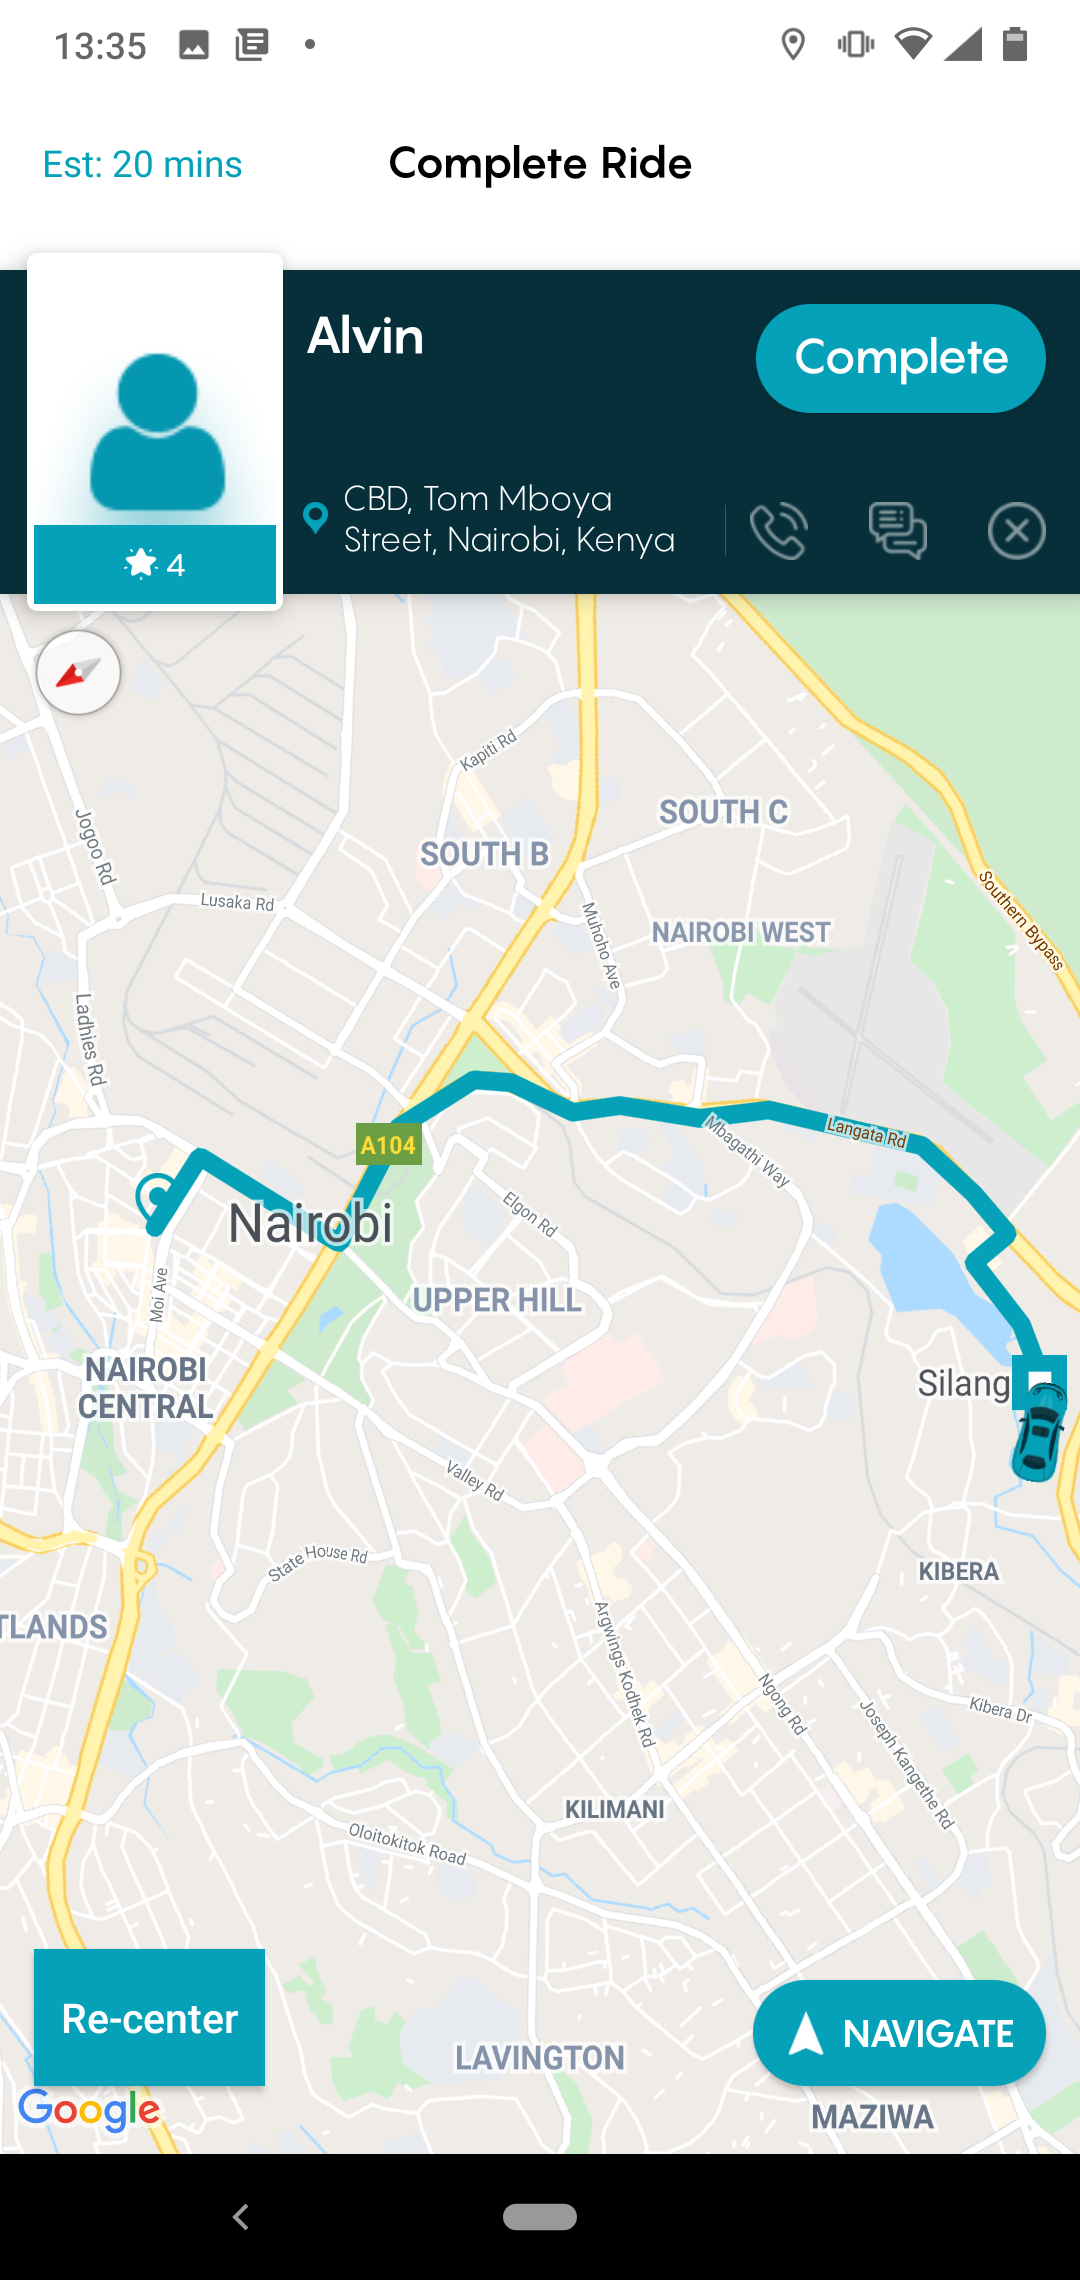 13:35
Est: 20 mins
Complete Ride
Alvin
Complete
CBD, Tom Mboya
Street, Nairobi, Kenya
4
Kapiti Rd
SOUTH C
Jogoo Rd
SOUTH B
Southern Bypass
Lusaka Rd
Muhoho Ave
NAIROBI WEST
Ladhies Rd
A104
Langata Rd
Mbagathi Way
Nairobi
Elgon Rd
Moi Ave
UPPER HILL
NAIROBI
CENTRAL
Silang
Valley Rd
State House Rd
KIBERA
TLANDS
Argwings Kodhek Rd
Ngong Rd
Kibera Dr
Joseph Kangethe Rd
KILIMANI
Oloitokitok Road
Re-center
NAVIGATE
LAVINGTON
Google
MAZIWA